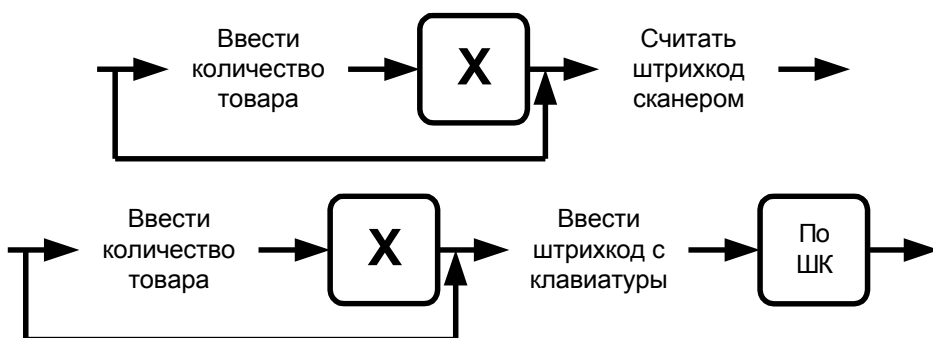 Ввести
количество
товара
X
Считать
штрихкод
сканером
Ввести
количество
товара
X
Ввести
штрихкод с
клавиатуры
По
ШК